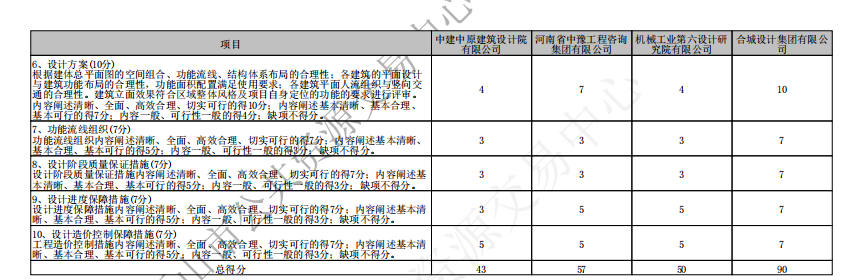 项目 中建中原建筑设计院 河南省中豫工程咨询 机械工业第六设计研 合城设计集团有限公
有限公司 集团有限公司 究院有限公司 司
6、设计方案(10分)
根据建体总平面图的空间组合、功能流线、结构体系布局的合理性；各建筑的平面设计
与建筑功能布局的合理性，功能面积配置满足使用要求；各建筑平面人流组织与竖向交
通的合理性。建筑立面效果符合区域整体风格及项目自身定位的功能的要求进行评审。
内容阐述清晰、全面、高效合理、切实可行的得10分；内容阐述基本清晰、基本合理、
基本可行的得7分；内容一般、可行性一般的得4分；缺项不得分。
4 7 4 10
7、功能流线组织(7分)
功能流线组织内容阐述清晰、全面、高效合理、切实可行的得7分；内容阐述基本清晰、
基本合理、基本可行的得5分；内容一般、可行性一般的得3分；缺项不得分。
3 3 3 7
8、设计阶段质量保证措施(7分)
设计阶段质量保证措施内容阐述清晰、全面、高效合理、切实可行的得7分；内容阐述基
本清晰、基本合理、基本可行的得5分；内容一般、可行性一般的得3分；缺项不得分。
3 3 3 7
9、设计进度保障措施(7分)
设计进度保障措施内容阐述清晰、全面、高效合理、切实可行的得7分；内容阐述基本清
晰、基本合理、基本可行的得5分；内容一般、可行性一般的得3分；缺项不得分。
3 5 5 7
10、设计造价控制保障措施(7分)
工程造价控制措施内容阐述清晰、全面、高效合理、切实可行的得7分；内容阐述基本清
晰、基本合理、基本可行的得5分；内容一般、可行性一般的得3分；缺项不得分。
5 5 5 7
总得分 43 57 50 90
山市公共资源交易中心
资源交易中心